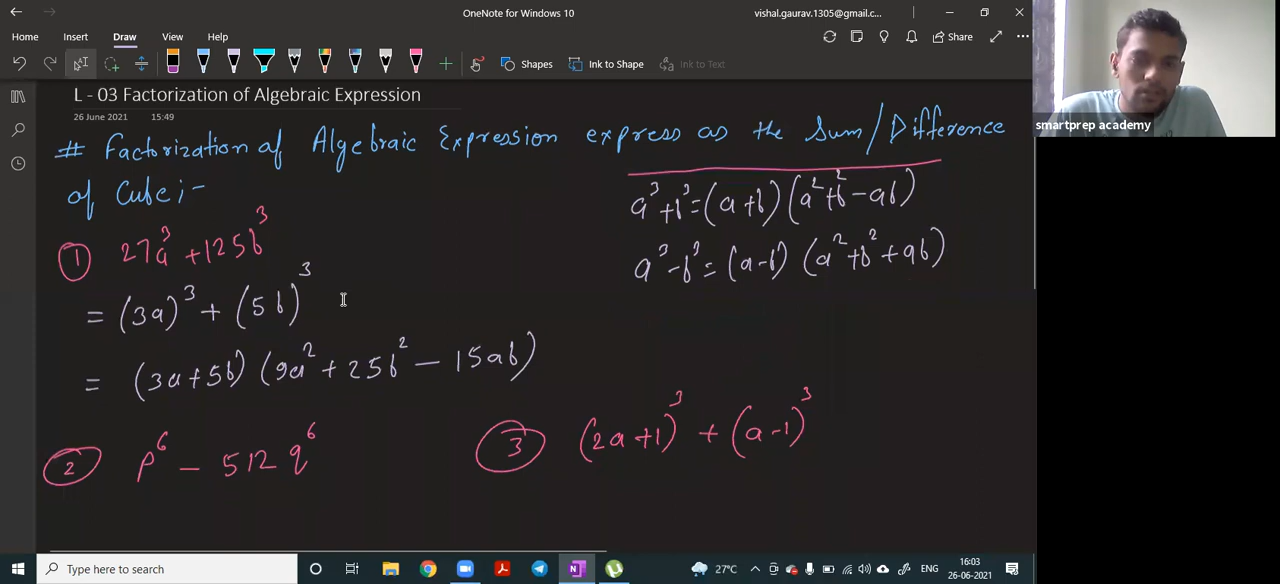 OneNote for Windows 10
vishal.gaurav.1305@gmail.c...
Home Insert Draw View Help
Share
Shapes Ink to Shape Ink to Text
L - 03 Factorization of Algebraic Expression
26 June 2021 15:49
smartprep academy
# Factorization of Algebraic Expression express as the Sum/Difference
of Cube;-
a³+b³=(a+b)(a²+b²-ab)
a³-b³=(a-b)(a²+b²+ab)
① 27a³+125b³
= (3a)³+(5b)³
= (3a+5b)(9a²+25b²-15ab)
② p⁶-512q⁶
③ (2a+1)³+(a-1)³
Type here to search
27°C
ENG
16:03
26-06-2021